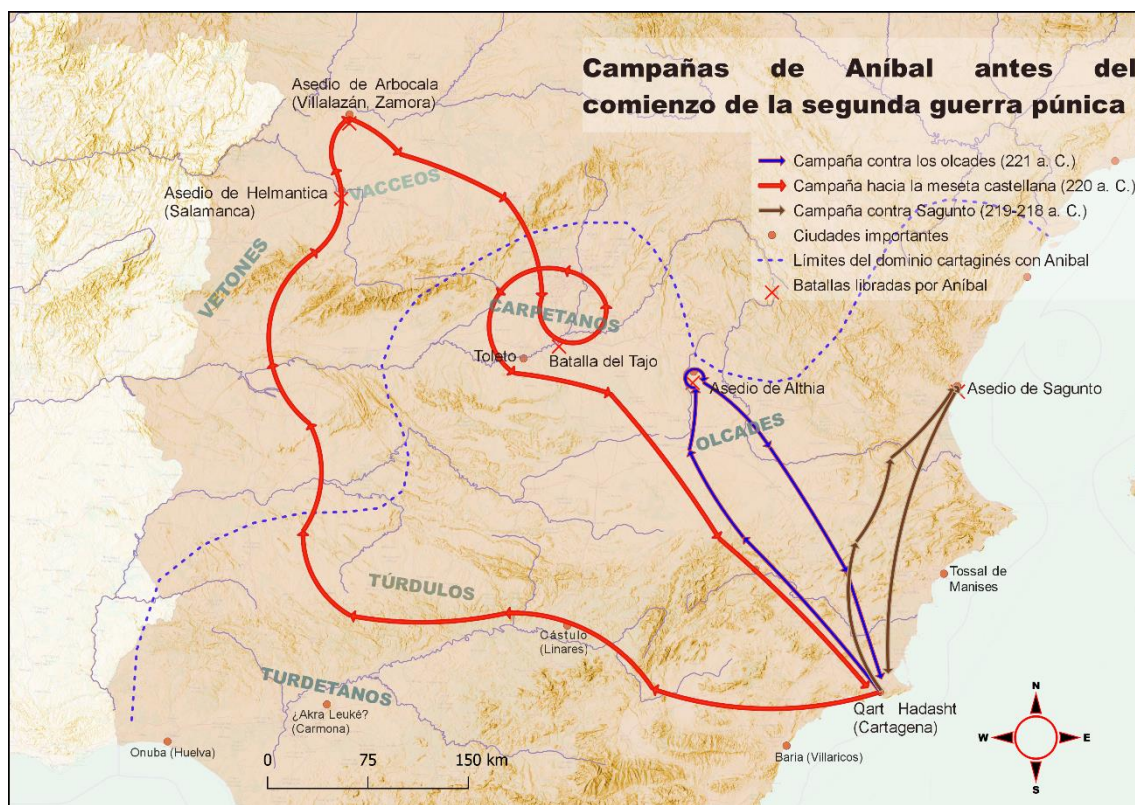 Campañas de Aníbal antes del
comienzo de la segunda guerra púnica
Campaña contra los olcades (221 a. C.)
Campaña hacia la meseta castellana (220 a. C.)
Campaña contra Sagunto (219-218 a. C.)
Ciudades importantes
Límites del dominio cartaginés con Anibal
Batallas libradas por Aníbal
Asedio de Arbocala
(Villalazán, Zamora)
Asedio de Helmantica
(Salamanca)
VACCEOS
VETONES
CARPETANOS
Toleto
Batalla del Tajo
Asedio de Althia
Asedio de Sagunto
OLCADES
TÚRDULOS
Tossal de
Manises
Cástulo
(Linares)
TURDETANOS
¿Akra Leuké?
(Carmona)
Qart Hadasht
(Cartagena)
Onuba (Huelva)
Baria (Villaricos)
0 75 150 km
N
W E
S